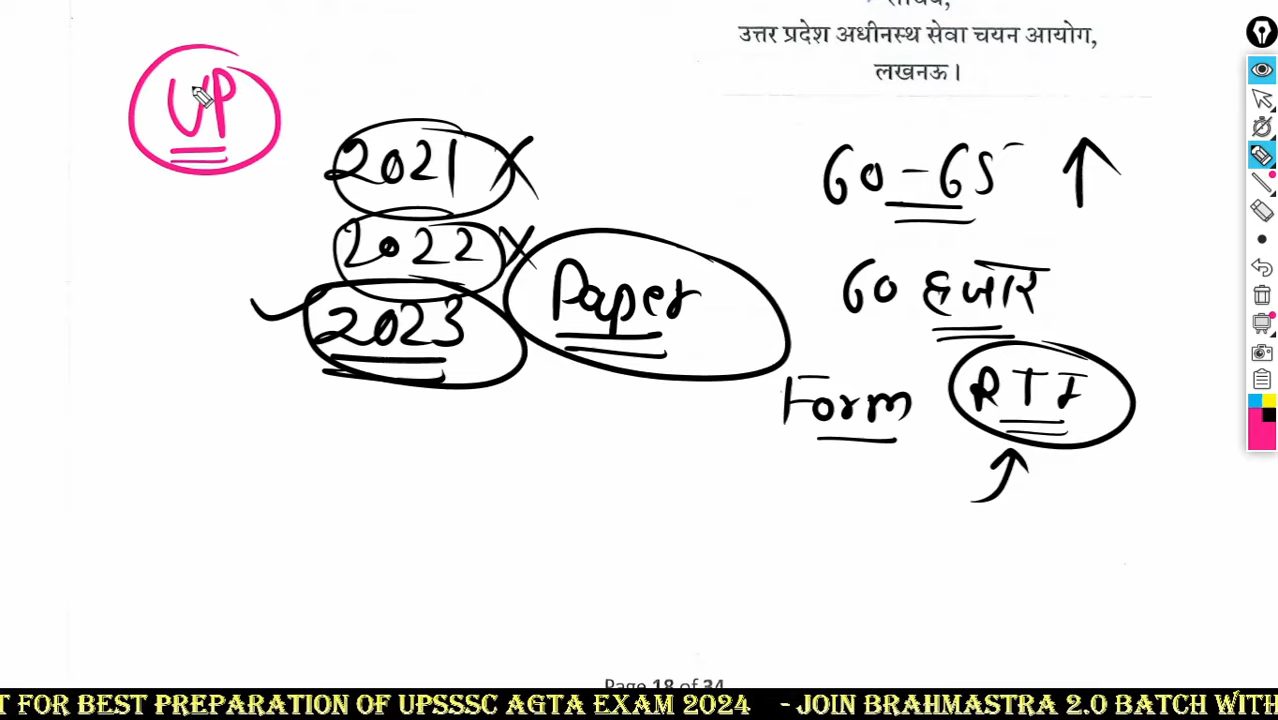 उत्तर प्रदेश अधीनस्थ सेवा चयन आयोग,
लखनऊ।
UP
2021 X
2022 X
2023
Paper
60-65
60 हजार
Form RTI
Page 18 of 34
T FOR BEST PREPARATION OF UPSSSC AGTA EXAM 2024 - JOIN BRAHMASTRA 2.0 BATCH WITH